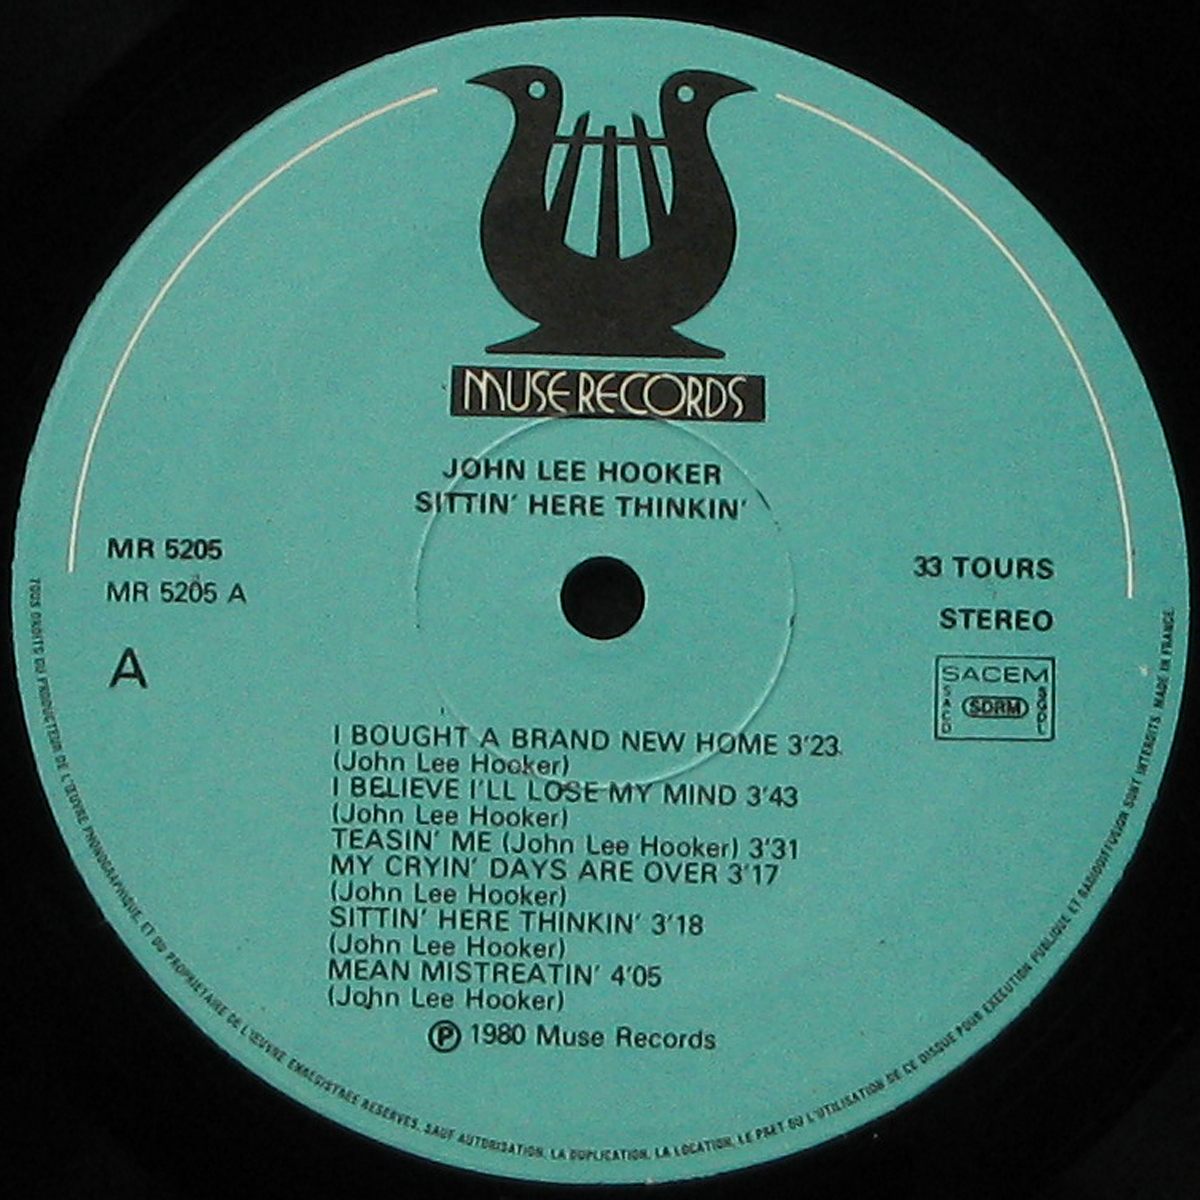 MUSE RECORDS
JOHN LEE HOOKER
SITTIN' HERE THINKIN'
MR 5205
MR 5205 A
A
33 TOURS
STEREO
SACEM
SACD
SDRM
SGDL
I BOUGHT A BRAND NEW HOME 3'23
(John Lee Hooker)
I BELIEVE I'LL LOSE MY MIND 3'43
(John Lee Hooker)
TEASIN' ME (John Lee Hooker) 3'31
MY CRYIN' DAYS ARE OVER 3'17
(John Lee Hooker)
SITTIN' HERE THINKIN' 3'18
(John Lee Hooker)
MEAN MISTREATIN' 4'05
(John Lee Hooker)
Ⓟ 1980 Muse Records
TOUS DROITS DU PRODUCTEUR DE L'ŒUVRE PHONOGRAPHIQUE, ET DU PROPRIETAIRE DE L'ŒUVRE ENREGISTREE RESERVES. SAUF AUTORISATION, LA DUPLICATION, LA LOCATION, LE PRET OU L'UTILISATION DE CE DISQUE POUR EXECUTION PUBLIQUE ET RADIODIFFUSION SONT INTERDITS. MADE IN FRANCE.